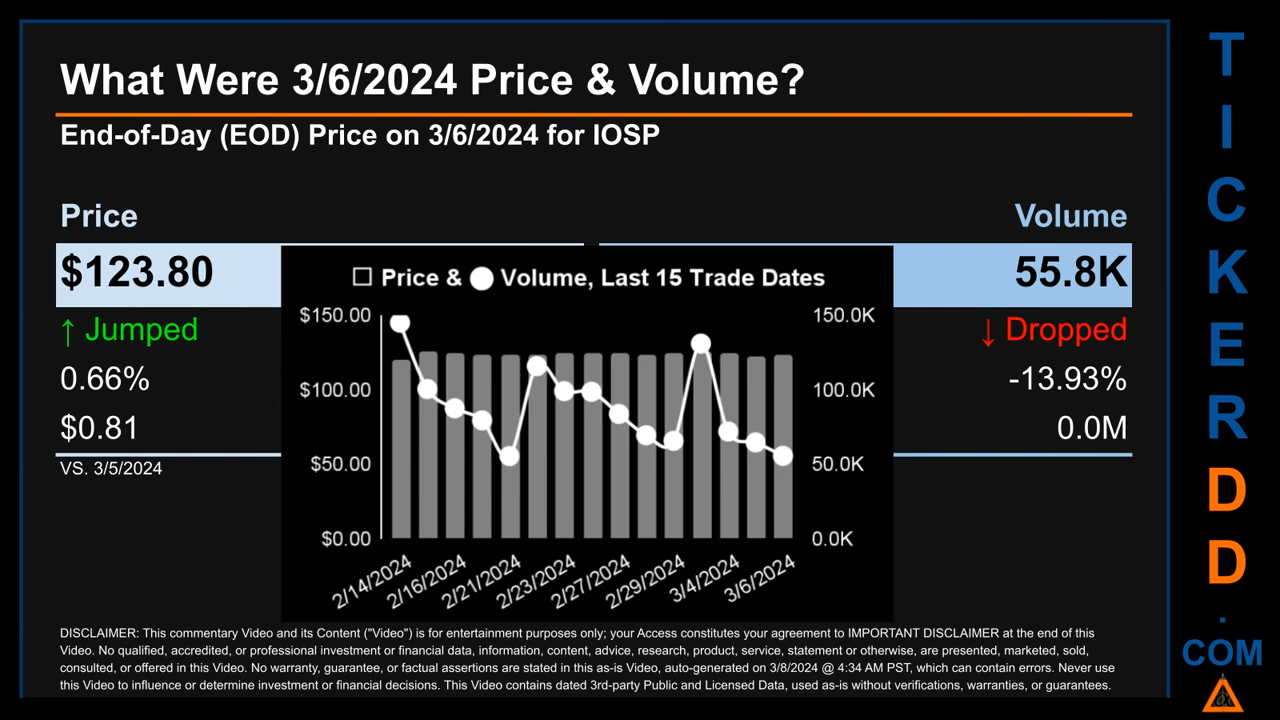 What Were 3/6/2024 Price & Volume?
End-of-Day (EOD) Price on 3/6/2024 for IOSP
Price
Volume
$123.80
55.8K
↑ Jumped
↓ Dropped
0.66%
-13.93%
$0.81
0.0M
VS. 3/5/2024
Price & Volume, Last 15 Trade Dates
$150.00
150.0K
$100.00
100.0K
$50.00
50.0K
$0.00
0.0K
2/14/2024
2/16/2024
2/21/2024
2/23/2024
2/27/2024
2/29/2024
3/4/2024
3/6/2024
DISCLAIMER: This commentary Video and its Content ("Video") is for entertainment purposes only; your Access constitutes your agreement to IMPORTANT DISCLAIMER at the end of this
Video. No qualified, accredited, or professional investment or financial data, information, content, advice, research, product, service, statement or otherwise, are presented, marketed, sold,
consulted, or offered in this Video. No warranty, guarantee, or factual assertions are stated in this as-is Video, auto-generated on 3/8/2024 @ 4:34 AM PST, which can contain errors. Never use
this Video to influence or determine investment or financial decisions. This Video contains dated 3rd-party Public and Licensed Data, used as-is without verifications, warranties, or guarantees.
T
I
C
K
E
R
D
D
.
COM